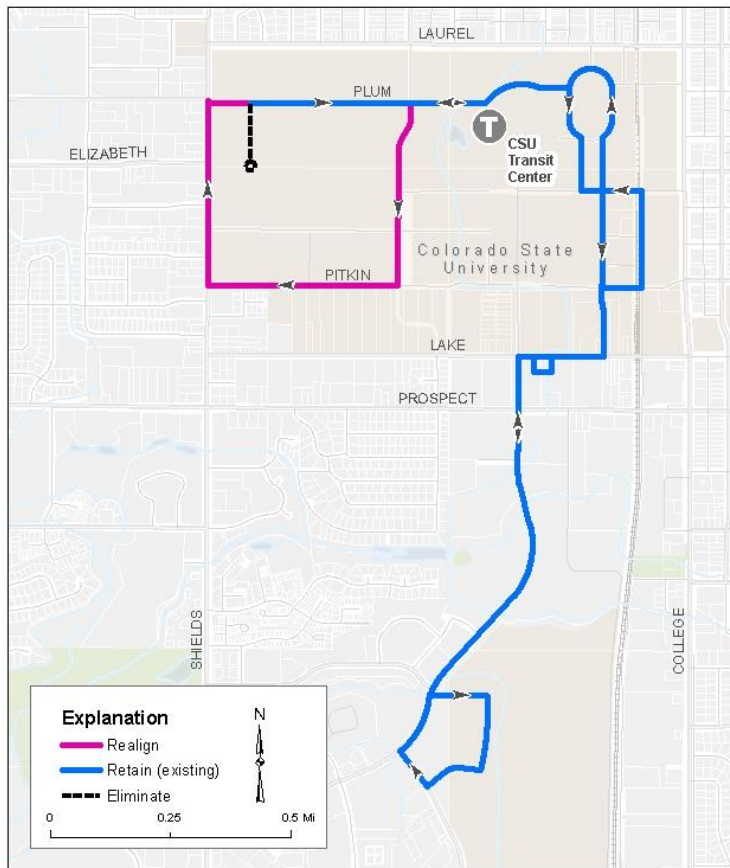 LAUREL
PLUM
T
CSU
Transit
Center
ELIZABETH
Colorado State
University
PITKIN
LAKE
PROSPECT
SHIELDS
COLLEGE
Explanation
N
Realign
Retain (existing)
Eliminate
0 0.25 0.5 Mi